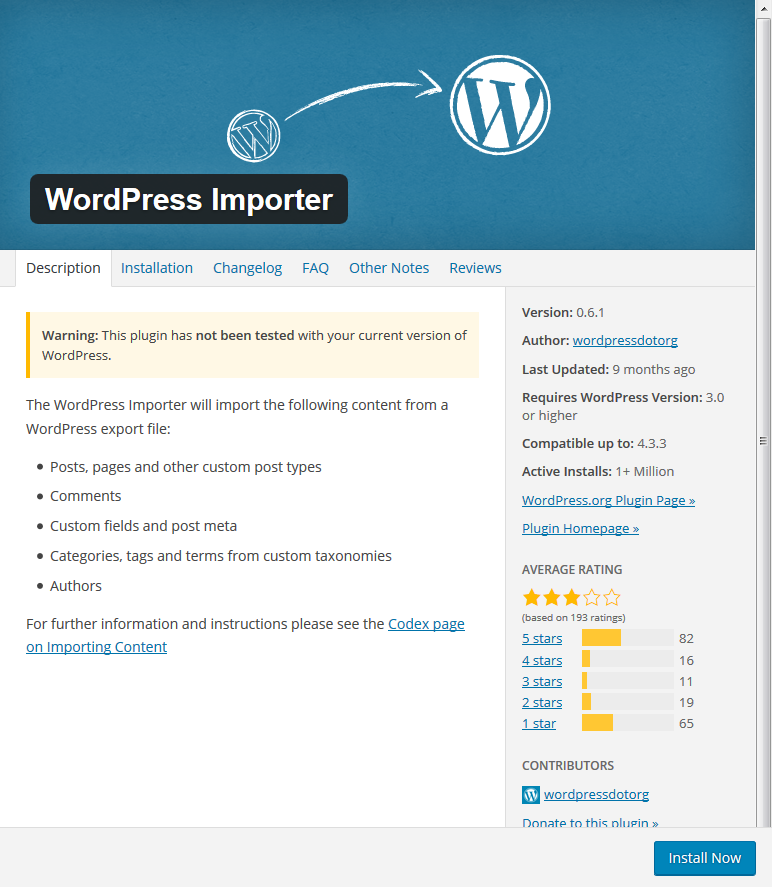 WordPress Importer
Description Installation Changelog FAQ Other Notes Reviews
Warning: This plugin has not been tested with your current version of
WordPress.
The WordPress Importer will import the following content from a
WordPress export file:
Posts, pages and other custom post types
Comments
Custom fields and post meta
Categories, tags and terms from custom taxonomies
Authors
For further information and instructions please see the Codex page
on Importing Content
Version: 0.6.1
Author: wordpressdotorg
Last Updated: 9 months ago
Requires WordPress Version: 3.0
or higher
Compatible up to: 4.3.3
Active Installs: 1+ Million
WordPress.org Plugin Page »
Plugin Homepage »
AVERAGE RATING
(based on 193 ratings)
5 stars 82
4 stars 16
3 stars 11
2 stars 19
1 star 65
CONTRIBUTORS
wordpressdotorg
Donate to this plugin »
Install Now